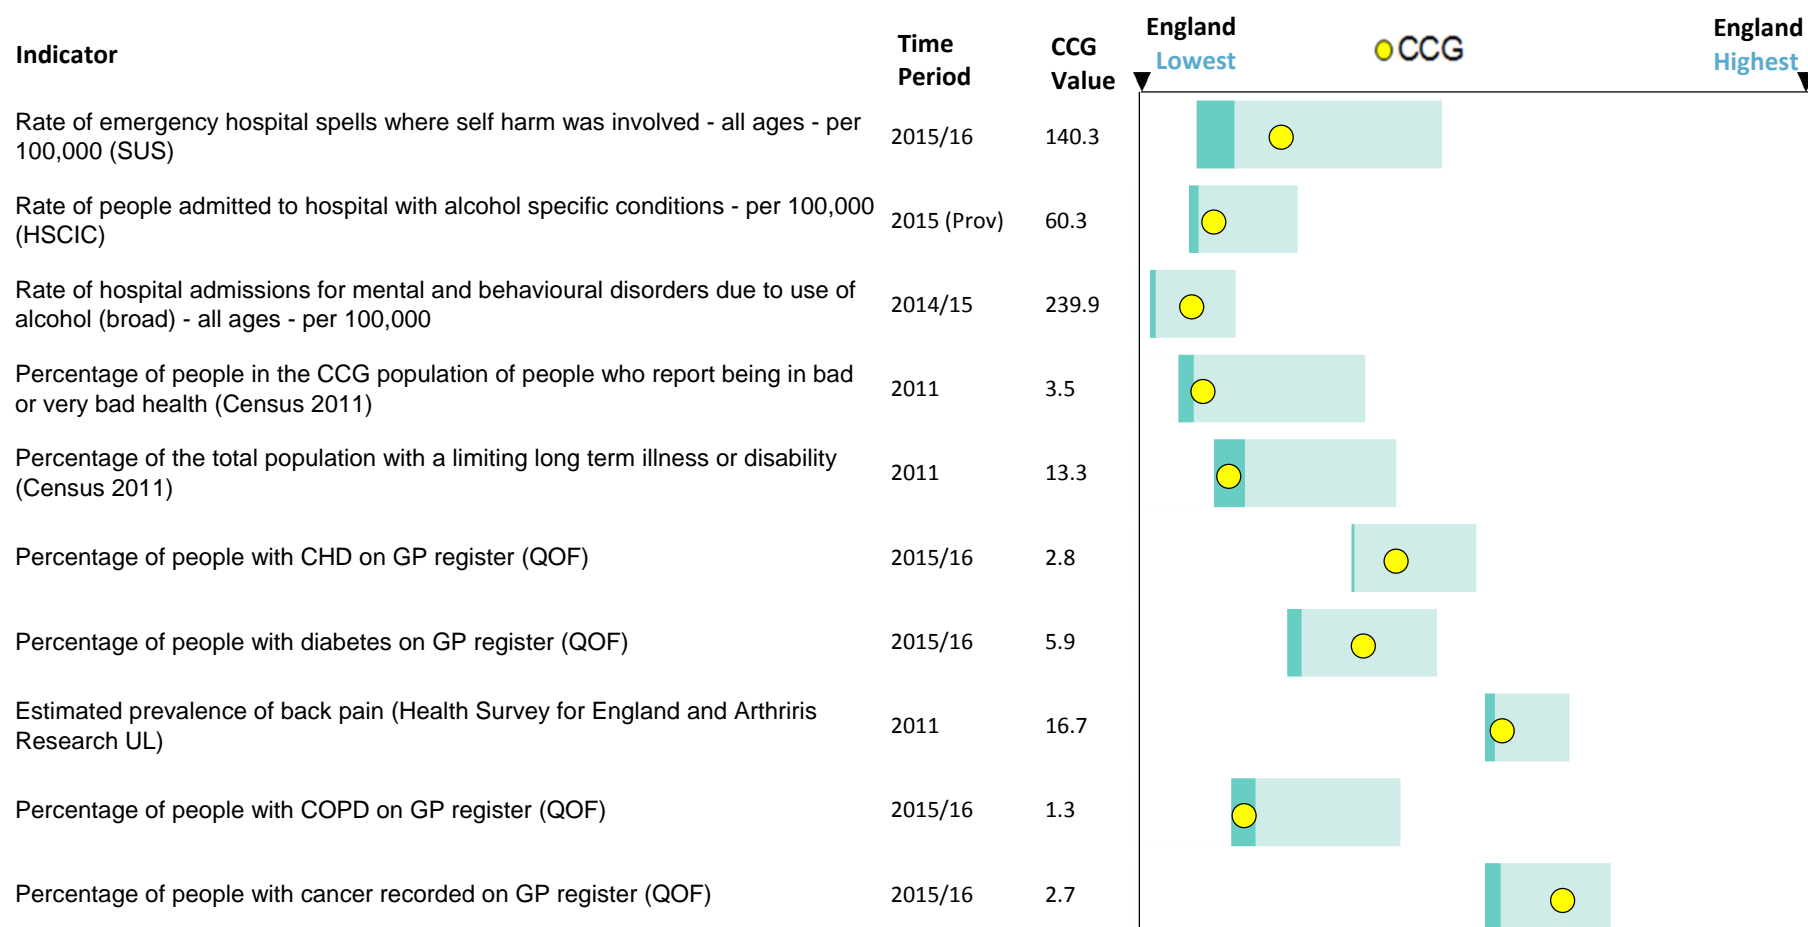 Indicator
Time
Period
CCG
Value
England
Lowest
CCG
England
Highest
Rate of emergency hospital spells where self harm was involved - all ages - per
100,000 (SUS)
2015/16
140.3
Rate of people admitted to hospital with alcohol specific conditions - per 100,000
(HSCIC)
2015 (Prov)
60.3
Rate of hospital admissions for mental and behavioural disorders due to use of
alcohol (broad) - all ages - per 100,000
2014/15
239.9
Percentage of people in the CCG population of people who report being in bad
or very bad health (Census 2011)
2011
3.5
Percentage of the total population with a limiting long term illness or disability
(Census 2011)
2011
13.3
Percentage of people with CHD on GP register (QOF)
2015/16
2.8
Percentage of people with diabetes on GP register (QOF)
2015/16
5.9
Estimated prevalence of back pain (Health Survey for England and Arthriris
Research UL)
2011
16.7
Percentage of people with COPD on GP register (QOF)
2015/16
1.3
Percentage of people with cancer recorded on GP register (QOF)
2015/16
2.7